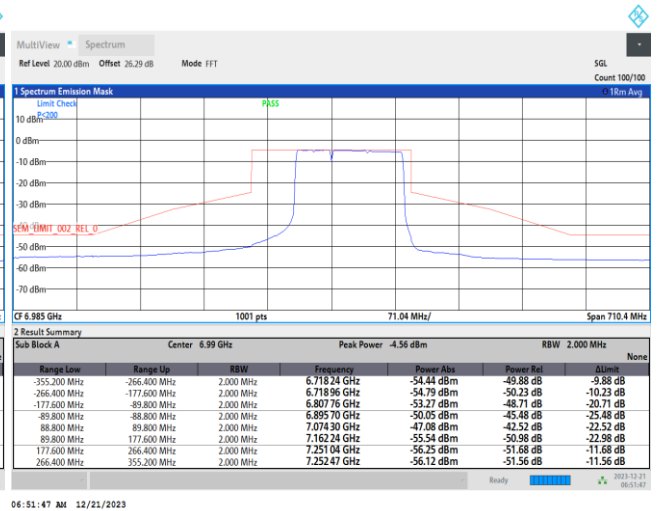 MultiView Spectrum
Ref Level 20.00 dBm Offset 26.29 dB Mode FFT SGL
Count 100/100
1 Spectrum Emission Mask 1Rm Avg
Limit Check PASS
P<200
10 dBm
0 dBm
-10 dBm
-20 dBm
-30 dBm
SEM_LIMIT_002_REL_0
-50 dBm
-60 dBm
-70 dBm
CF 6.985 GHz 1001 pts 71.04 MHz/ Span 710.4 MHz
2 Result Summary
Sub Block A Center 6.99 GHz Peak Power -4.56 dBm RBW 2.000 MHz
None
Range Low Range Up RBW Frequency Power Abs Power Rel ΔLimit
-355.200 MHz -266.400 MHz 2.000 MHz 6.718 24 GHz -54.44 dBm -49.88 dB -9.88 dB
-266.400 MHz -177.600 MHz 2.000 MHz 6.718 96 GHz -54.79 dBm -50.23 dB -10.23 dB
-177.600 MHz -89.800 MHz 2.000 MHz 6.807 76 GHz -53.27 dBm -48.71 dB -20.71 dB
-89.800 MHz -88.800 MHz 2.000 MHz 6.895 70 GHz -50.05 dBm -45.48 dB -25.48 dB
88.800 MHz 89.800 MHz 2.000 MHz 7.074 30 GHz -47.08 dBm -42.52 dB -22.52 dB
89.800 MHz 177.600 MHz 2.000 MHz 7.162 24 GHz -55.54 dBm -50.98 dB -22.98 dB
177.600 MHz 266.400 MHz 2.000 MHz 7.251 04 GHz -56.25 dBm -51.68 dB -11.68 dB
266.400 MHz 355.200 MHz 2.000 MHz 7.252 47 GHz -56.12 dBm -51.56 dB -11.56 dB
Ready 2023-12-21
06:51:47
06:51:47 AM 12/21/2023